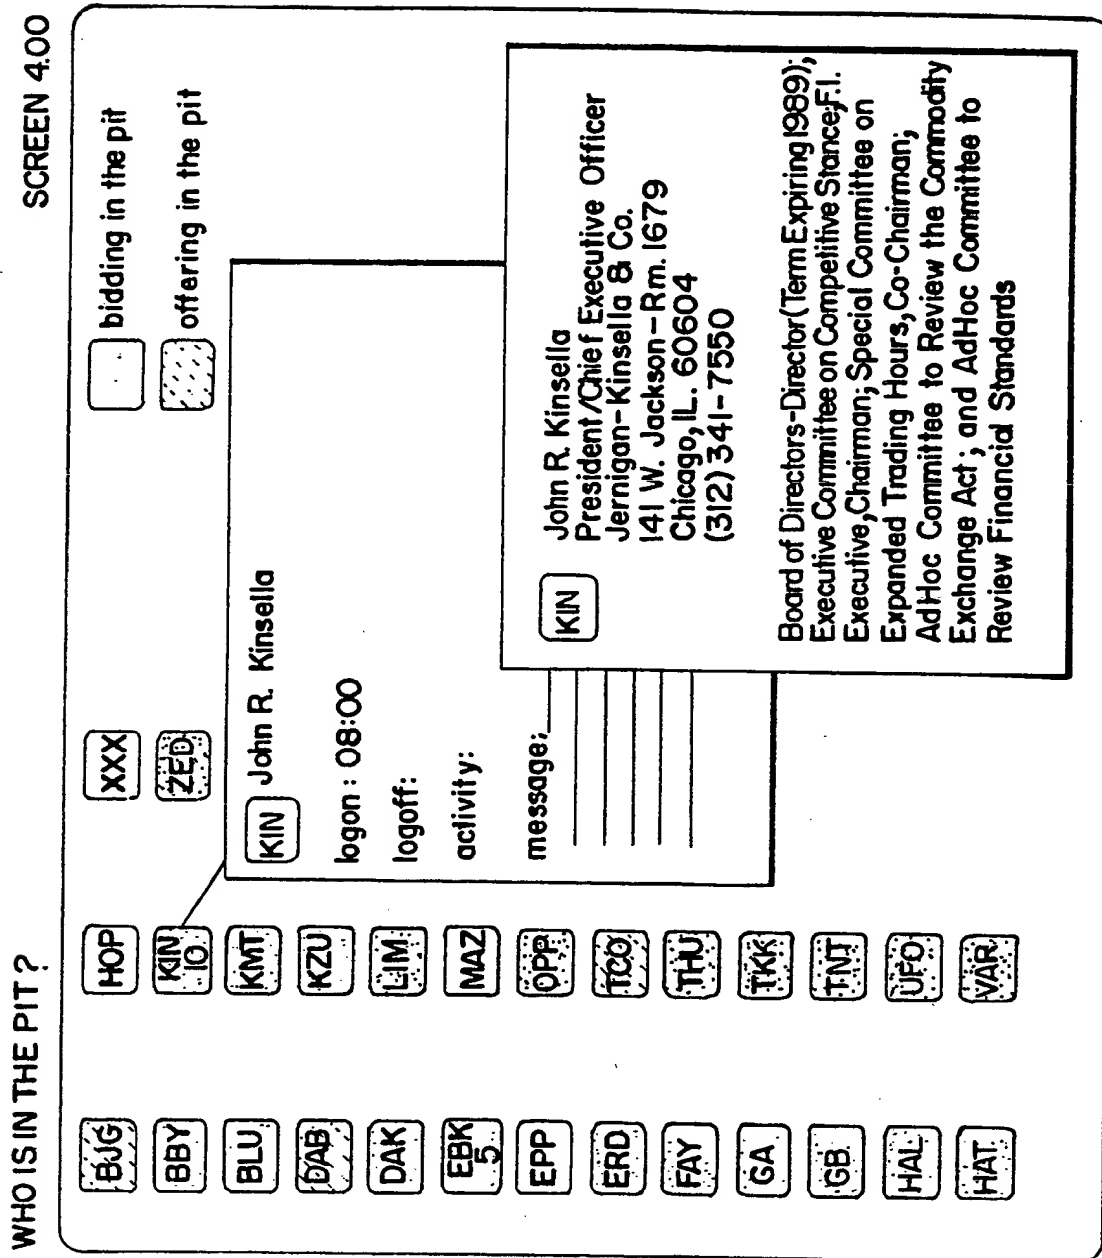 SCREEN 4.00
WHO IS IN THE PIT?
bidding in the pit
offering in the pit
BJG
BBY
BLU
DAB
DAK
EBK
5
EPP
ERD
FAY
GA
GB
HAL
HAT
HOP
KIN
10
KMT
KZU
LIM
MAZ
OPP
TCO
THU
TKK
TNT
UFO
VAR
XXX
ZED
KIN John R. Kinsella
logon: 08:00
logoff:
activity:
message:
KIN
John R. Kinsella
President/Chief Executive Officer
Jernigan-Kinsella & Co.
141 W. Jackson-Rm. 1679
Chicago, IL. 60604
(312) 341-7550
Board of Directors-Director (Term Expiring 1989);
Executive Committee on Competitive Stance; F.I.
Executive, Chairman; Special Committee on
Expanded Trading Hours, Co-Chairman;
AdHoc Committee to Review the Commodity
Exchange Act; and AdHoc Committee to
Review Financial Standards